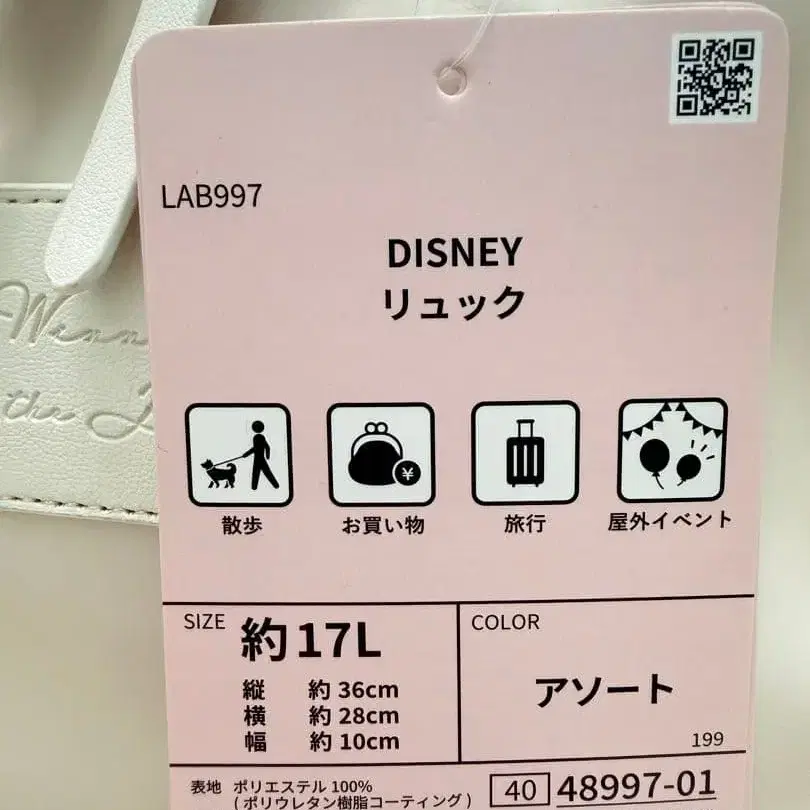 LAB997
DISNEY
リュック
¥
散歩 お買い物 旅行 屋外イベント
SIZE 約17L
縦 約36cm
横 約28cm
幅 約10cm
COLOR
アソート
199
表地 ポリエステル 100%
(ポリウレタン樹脂コーティング)
40 48997-01
Winn
the